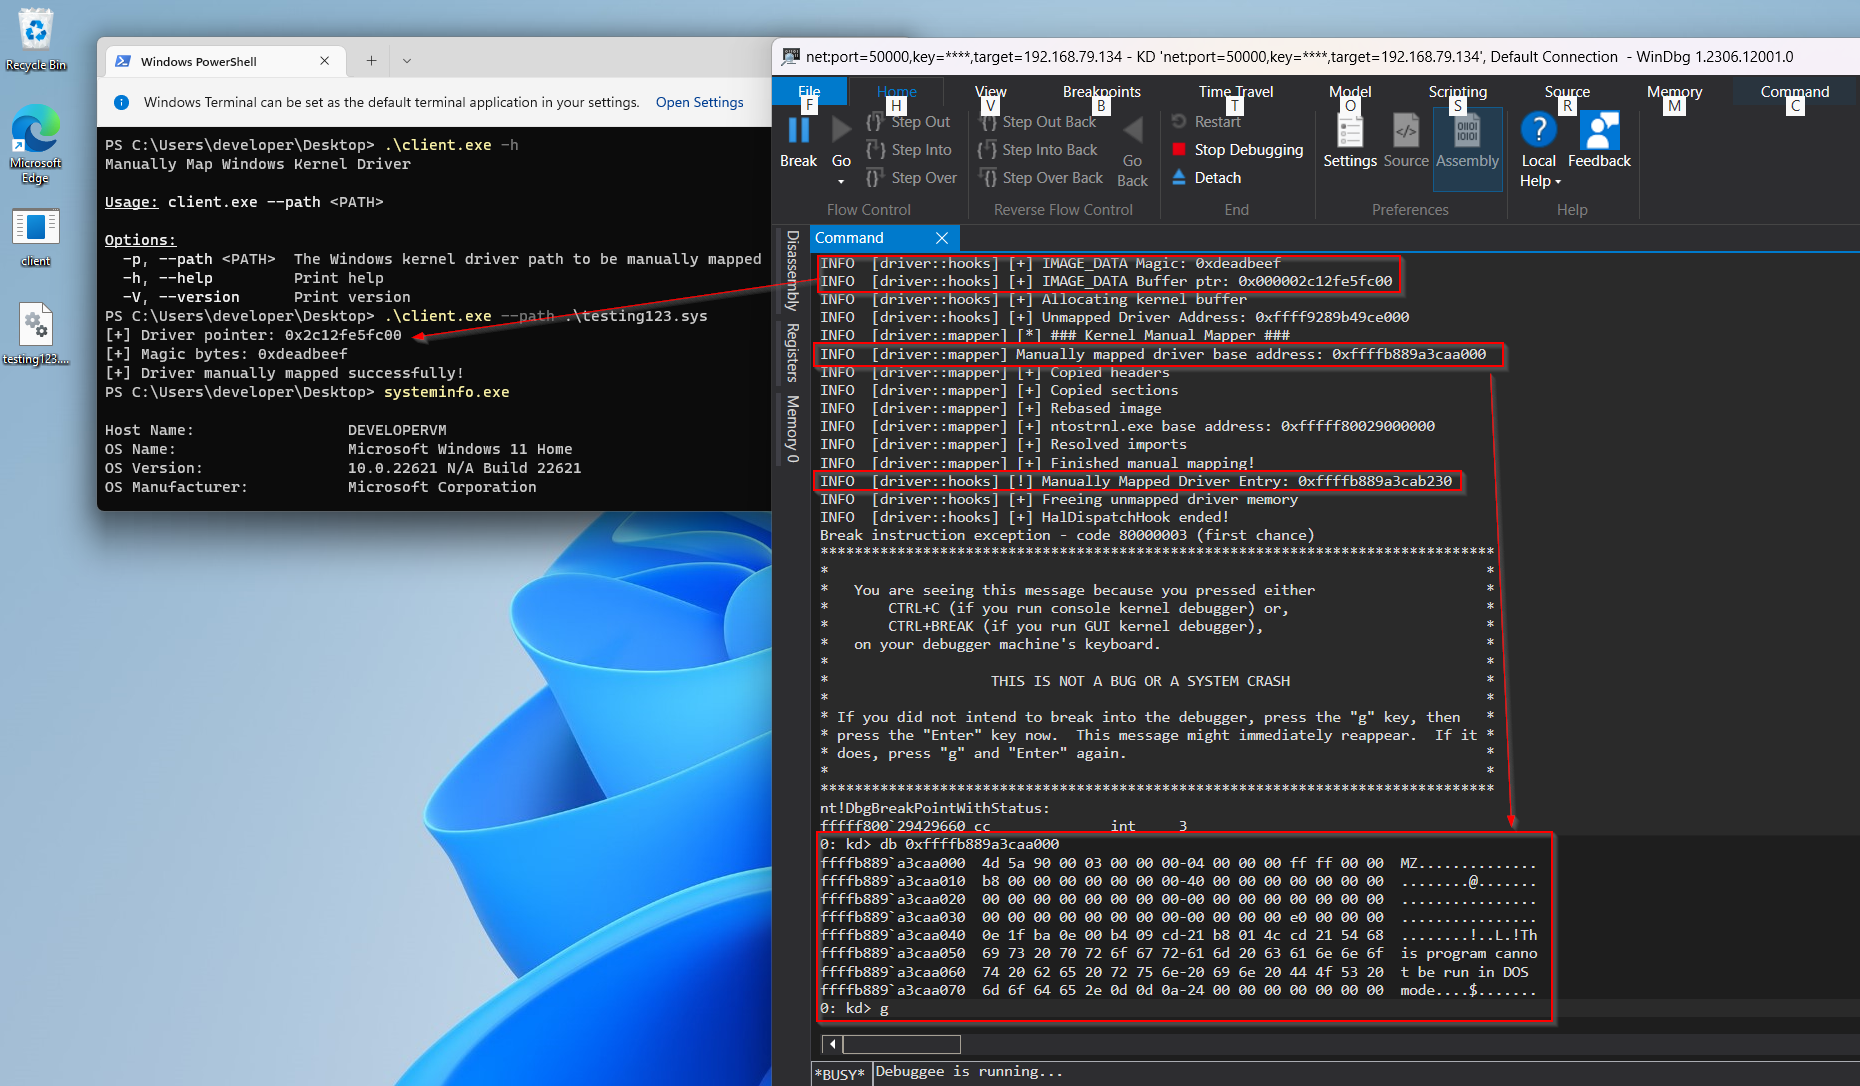 Recycle Bin
Microsoft
Edge
client
testing123....
Windows PowerShell
Windows Terminal can be set as the default terminal application in your settings. Open Settings
PS C:\Users\developer\Desktop> .\client.exe -h
Manually Map Windows Kernel Driver
Usage: client.exe --path <PATH>
Options:
-p, --path <PATH>  The Windows kernel driver path to be manually mapped
-h, --help         Print help
-V, --version      Print version
PS C:\Users\developer\Desktop> .\client.exe --path .\testing123.sys
[+] Driver pointer: 0x2c12fe5fc00
[+] Magic bytes: 0xdeadbeef
[+] Driver manually mapped successfully!
PS C:\Users\developer\Desktop> systeminfo.exe
Host Name:                 DEVELOPERVM
OS Name:                   Microsoft Windows 11 Home
OS Version:                10.0.22621 N/A Build 22621
OS Manufacturer:           Microsoft Corporation
net:port=50000,key=****,target=192.168.79.134 - KD 'net:port=50000,key=****,target=192.168.79.134', Default Connection - WinDbg 1.2306.12001.0
File Home View Breakpoints Time Travel Model Scripting Source Memory Command
F H V B T O S R M C
Break
Go
Step Out
Step Into
Step Over
Flow Control
Step Out Back
Step Into Back
Step Over Back
Go
Back
Reverse Flow Control
Restart
Stop Debugging
Detach
End
Settings
Source
Assembly
Preferences
Local
Help
Feedback
Help
Disassembly
Registers
Memory 0
Command
INFO  [driver::hooks] [+] IMAGE_DATA Magic: 0xdeadbeef
INFO  [driver::hooks] [+] IMAGE_DATA Buffer ptr: 0x000002c12fe5fc00
INFO  [driver::hooks] [+] Allocating kernel buffer
INFO  [driver::hooks] [+] Unmapped Driver Address: 0xffff9289b49ce000
INFO  [driver::mapper] [*] ### Kernel Manual Mapper ###
INFO  [driver::mapper] Manually mapped driver base address: 0xffffb889a3caa000
INFO  [driver::mapper] [+] Copied headers
INFO  [driver::mapper] [+] Copied sections
INFO  [driver::mapper] [+] Rebased image
INFO  [driver::mapper] [+] ntostrnl.exe base address: 0xfffff80029000000
INFO  [driver::mapper] [+] Resolved imports
INFO  [driver::mapper] [+] Finished manual mapping!
INFO  [driver::hooks] [!] Manually Mapped Driver Entry: 0xffffb889a3cab230
INFO  [driver::hooks] [+] Freeing unmapped driver memory
INFO  [driver::hooks] [+] HalDispatchHook ended!
Break instruction exception - code 80000003 (first chance)
*******************************************************************************
*                                                                             *
*   You are seeing this message because you pressed either                    *
*       CTRL+C (if you run console kernel debugger) or,                       *
*       CTRL+BREAK (if you run GUI kernel debugger),                          *
*   on your debugger machine's keyboard.                                      *
*                                                                             *
*                   THIS IS NOT A BUG OR A SYSTEM CRASH                       *
*                                                                             *
* If you did not intend to break into the debugger, press the "g" key, then   *
* press the "Enter" key now.  This message might immediately reappear.  If it *
* does, press "g" and "Enter" again.                                          *
*                                                                             *
*******************************************************************************
nt!DbgBreakPointWithStatus:
fffff800`29429660 cc              int     3
0: kd> db 0xffffb889a3caa000
ffffb889`a3caa000  4d 5a 90 00 03 00 00 00-04 00 00 00 ff ff 00 00  MZ..............
ffffb889`a3caa010  b8 00 00 00 00 00 00 00-40 00 00 00 00 00 00 00  ........@.......
ffffb889`a3caa020  00 00 00 00 00 00 00 00-00 00 00 00 00 00 00 00  ................
ffffb889`a3caa030  00 00 00 00 00 00 00 00-00 00 00 00 e0 00 00 00  ................
ffffb889`a3caa040  0e 1f ba 0e 00 b4 09 cd-21 b8 01 4c cd 21 54 68  ........!..L.!Th
ffffb889`a3caa050  69 73 20 70 72 6f 67 72-61 6d 20 63 61 6e 6e 6f  is program canno
ffffb889`a3caa060  74 20 62 65 20 72 75 6e-20 69 6e 20 44 4f 53 20  t be run in DOS
ffffb889`a3caa070  6d 6f 64 65 2e 0d 0d 0a-24 00 00 00 00 00 00 00  mode....$.......
0: kd> g
*BUSY* Debuggee is running...